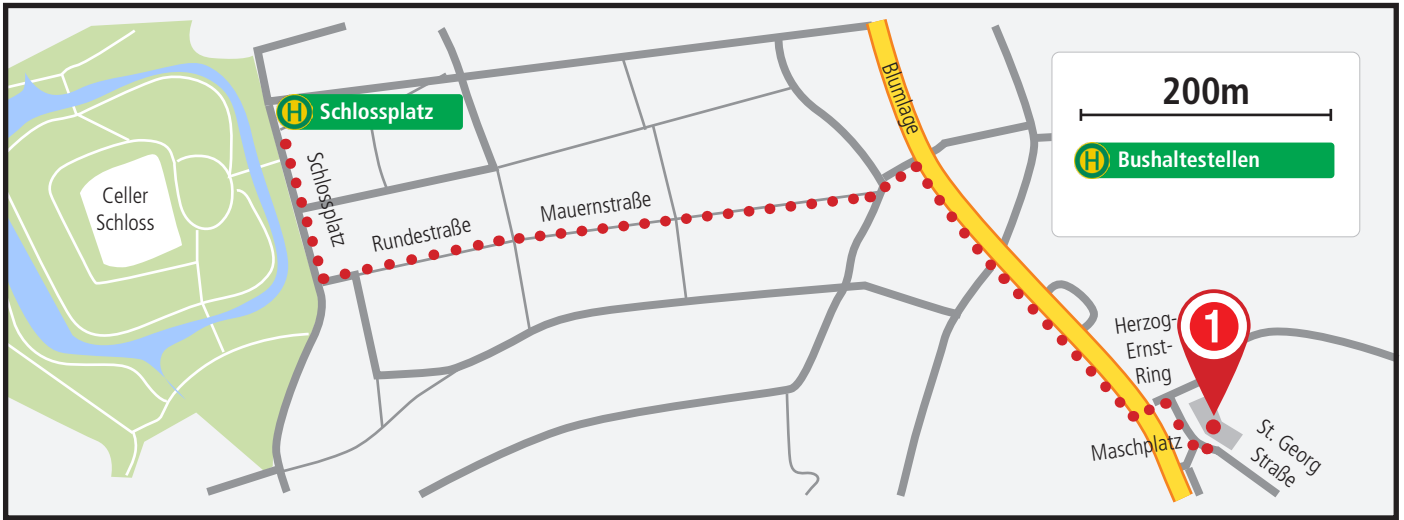 H Schlossplatz
Schlossplatz
Celler
Schloss
Rundestraße
Mauernstraße
Blumlage
200m
H Bushaltestellen
Herzog-
Ernst-
Ring
1
Maschplatz
St. Georg
Straße